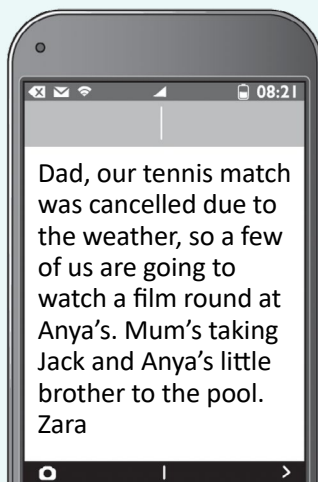 08:21
Dad, our tennis match
was cancelled due to
the weather, so a few
of us are going to
watch a film round at
Anya's. Mum's taking
Jack and Anya's little
brother to the pool.
Zara